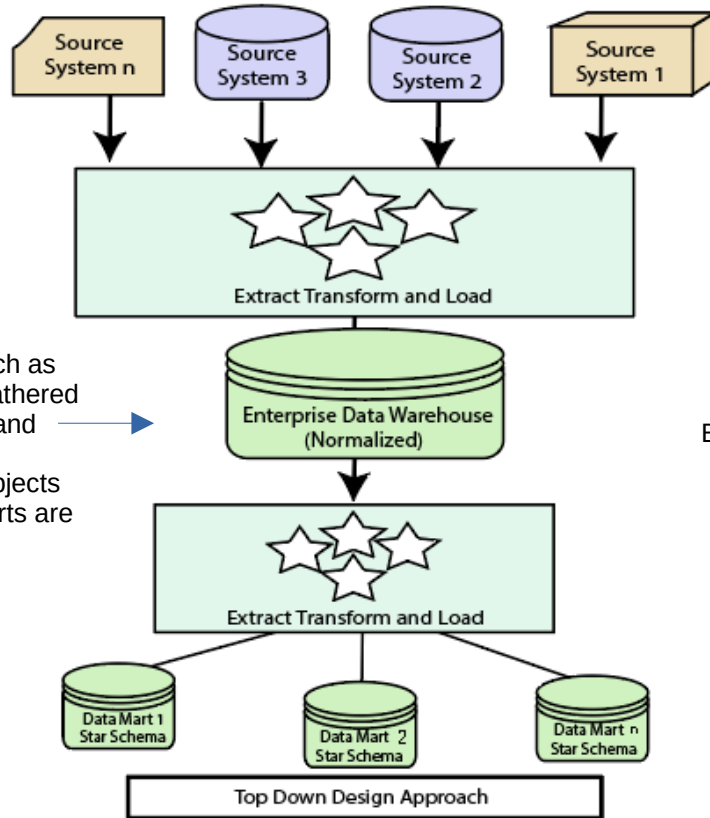 Source
System n
Source
System 3
Source
System 2
Source
System 1
Extract Transform and Load
ch as
athered
and
bjects
rts are
Enterprise Data Warehouse
(Normalized)
E
Extract Transform and Load
Data Mart 1
Star Schema
Data Mart 2
Star Schema
Data Mart n
Star Schema
Top Down Design Approach